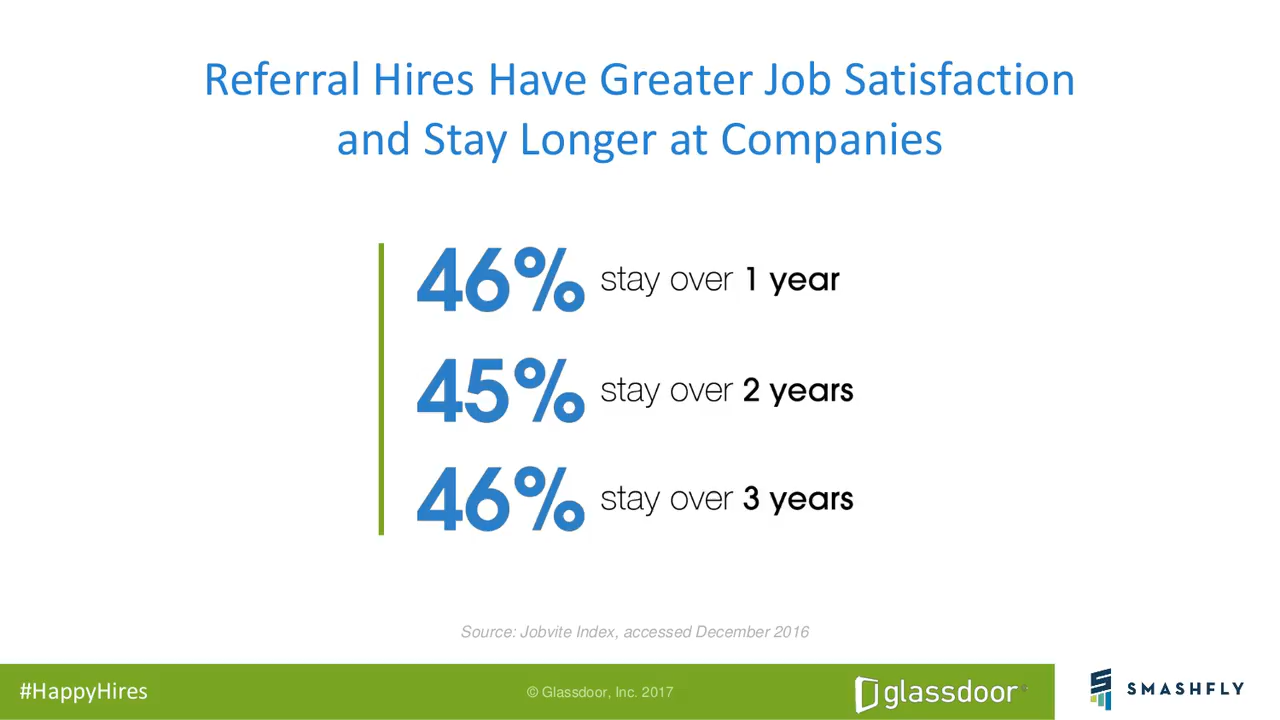 Referral Hires Have Greater Job Satisfaction
and Stay Longer at Companies
46% stay over 1 year
45% stay over 2 years
46% stay over 3 years
Source: Jobvite Index, accessed December 2016
#HappyHires
© Glassdoor, Inc. 2017
glassdoor®
SMASHFLY